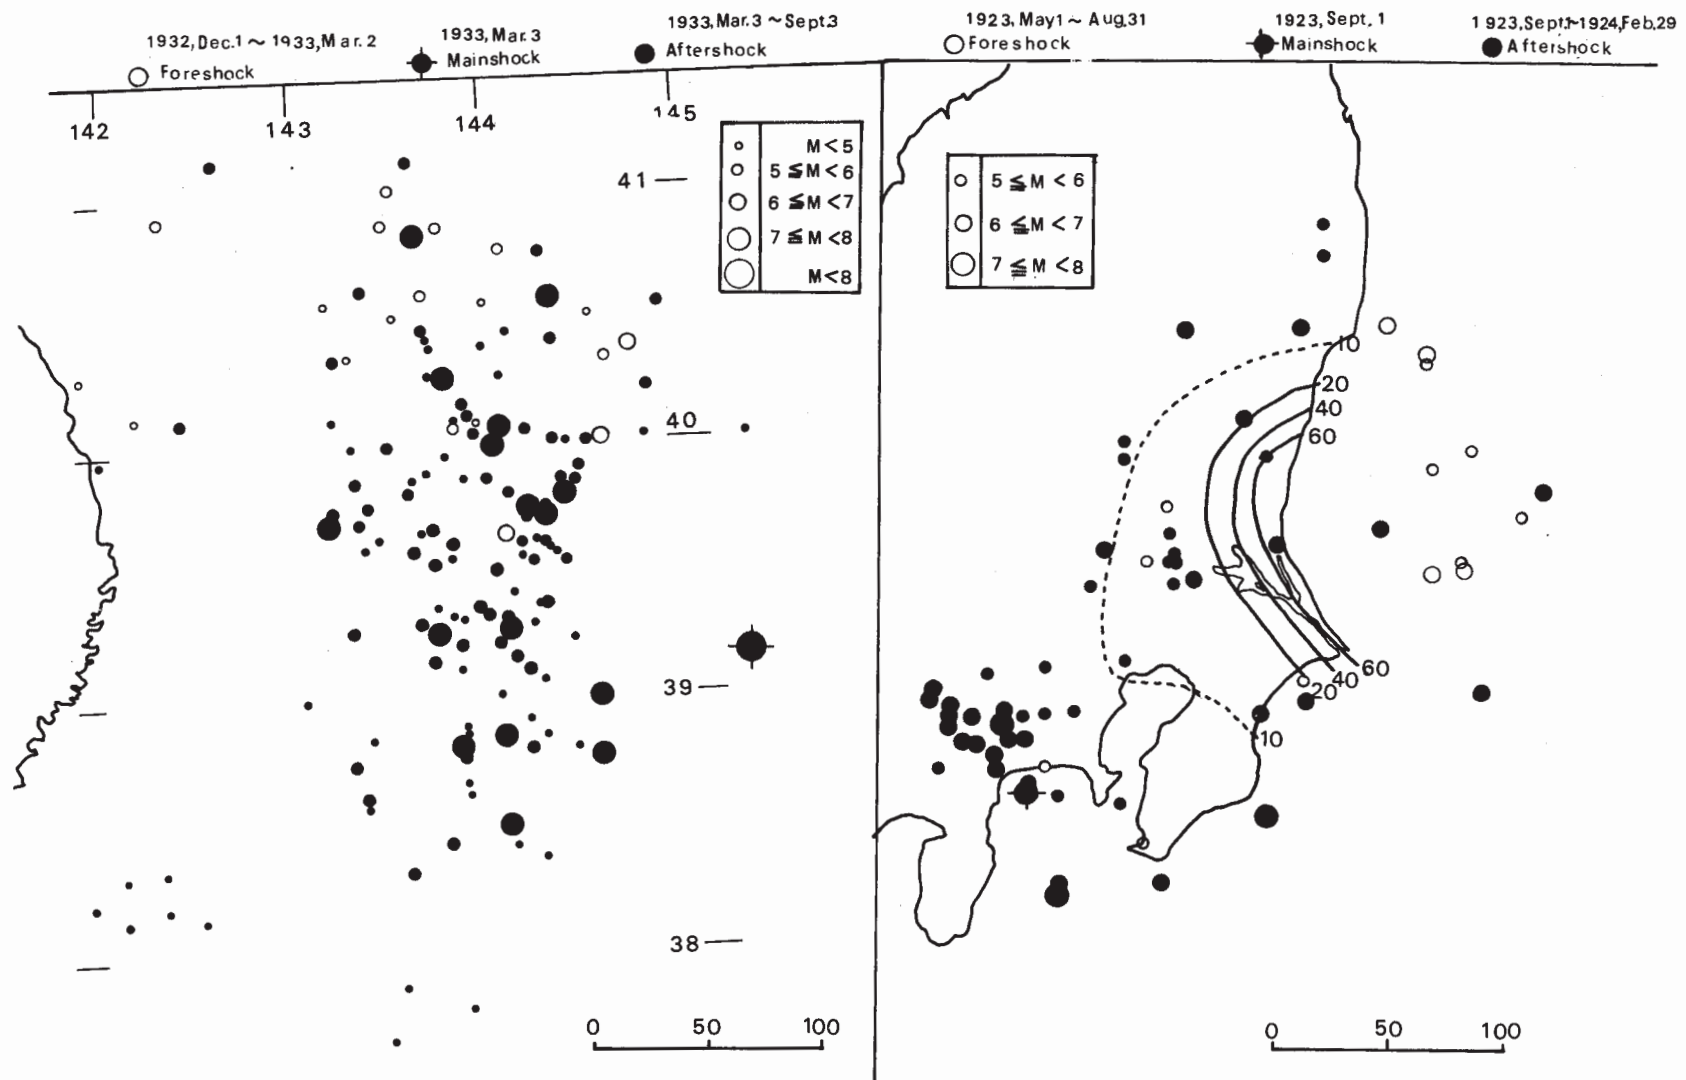 1932,Dec.1 ~ 1933,Mar.2
Foreshock
1933,Mar.3
Mainshock
1933,Mar.3 ~ Sept.3
Aftershock
142
143
144
145
M<5
5 ≦ M < 6
6 ≦ M < 7
7 ≦ M < 8
M<8
41
40
39
38
0 50 100
1923,May1 ~ Aug.31
Foreshock
1923,Sept.1
Mainshock
1923,Sept.1~1924,Feb.29
Aftershock
5 ≦ M < 6
6 ≦ M < 7
7 ≦ M < 8
10
20
40
60
60
40
20
10
0 50 100